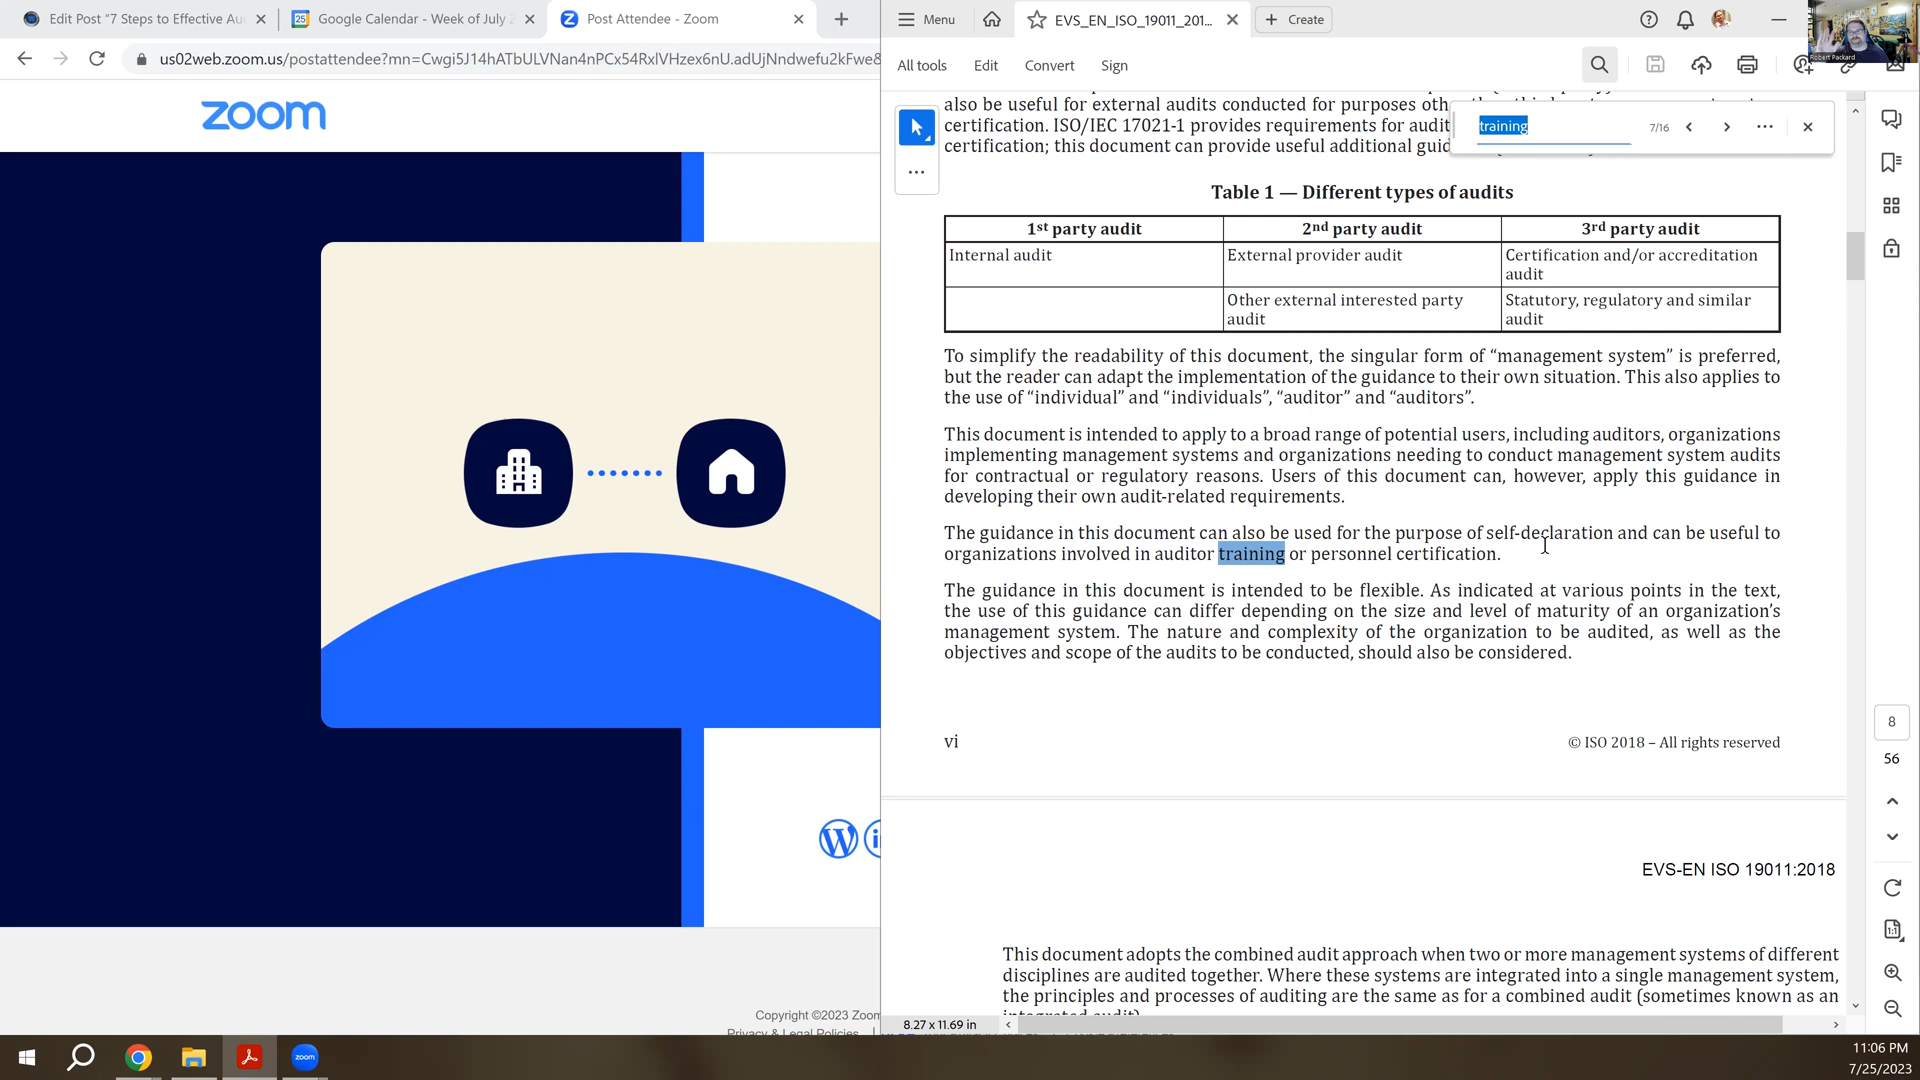 Edit Post "7 Steps to Effective Au
Google Calendar - Week of July 2
Post Attendee - Zoom
us02web.zoom.us/postattendee?mn=Cwgi5J14hATbULVNan4nPCx54RxlVHzex6nU.adUjNndwefu2kFwe8
zoom
Copyright ©2023 Zoom
Privacy & Legal Policies
Menu
EVS_EN_ISO_19011_201...
Create
Robert Packard
All tools
Edit
Convert
Sign
training
7/16
also be useful for external audits conducted for purposes
certification. ISO/IEC 17021-1 provides requirements for
certification; this document can provide useful additional
Table 1 — Different types of audits
1st party audit
2nd party audit
3rd party audit
Internal audit
External provider audit
Certification and/or accreditation
audit
Other external interested party
audit
Statutory, regulatory and similar
audit
To simplify the readability of this document, the singular form of “management system” is preferred,
but the reader can adapt the implementation of the guidance to their own situation. This also applies to
the use of “individual” and “individuals”, “auditor” and “auditors”.
This document is intended to apply to a broad range of potential users, including auditors, organizations
implementing management systems and organizations needing to conduct management system audits
for contractual or regulatory reasons. Users of this document can, however, apply this guidance in
developing their own audit-related requirements.
The guidance in this document can also be used for the purpose of self-declaration and can be useful to
organizations involved in auditor training or personnel certification.
The guidance in this document is intended to be flexible. As indicated at various points in the text,
the use of this guidance can differ depending on the size and level of maturity of an organization’s
management system. The nature and complexity of the organization to be audited, as well as the
objectives and scope of the audits to be conducted, should also be considered.
vi
© ISO 2018 – All rights reserved
8
56
EVS-EN ISO 19011:2018
This document adopts the combined audit approach when two or more management systems of different
disciplines are audited together. Where these systems are integrated into a single management system,
the principles and processes of auditing are the same as for a combined audit (sometimes known as an
integrated audit).
8.27 x 11.69 in
zoom
11:06 PM
7/25/2023